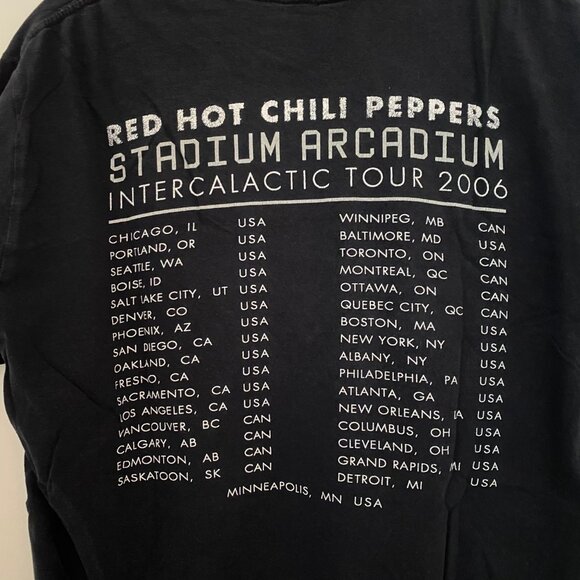 RED HOT CHILI PEPPERS
STADIUM ARCADIUM
INTERCALACTIC TOUR 2006
CHICAGO, IL USA
PORTLAND, OR USA
SEATTLE, WA USA
BOISE, ID USA
SALT LAKE CITY, UT USA
DENVER, CO USA
PHOENIX, AZ USA
SAN DIEGO, CA USA
OAKLAND, CA USA
FRESNO, CA USA
SACRAMENTO, CA USA
LOS ANGELES, CA USA
VANCOUVER, BC CAN
CALGARY, AB CAN
EDMONTON, AB CAN
SASKATOON, SK CAN
WINNIPEG, MB CAN
BALTIMORE, MD USA
TORONTO, ON CAN
MONTREAL, QC CAN
OTTAWA, ON CAN
QUEBEC CITY, QC CAN
BOSTON, MA USA
NEW YORK, NY USA
ALBANY, NY USA
PHILADELPHIA, PA USA
ATLANTA, GA USA
NEW ORLEANS, LA USA
COLUMBUS, OH USA
CLEVELAND, OH USA
GRAND RAPIDS, MI USA
DETROIT, MI USA
MINNEAPOLIS, MN USA